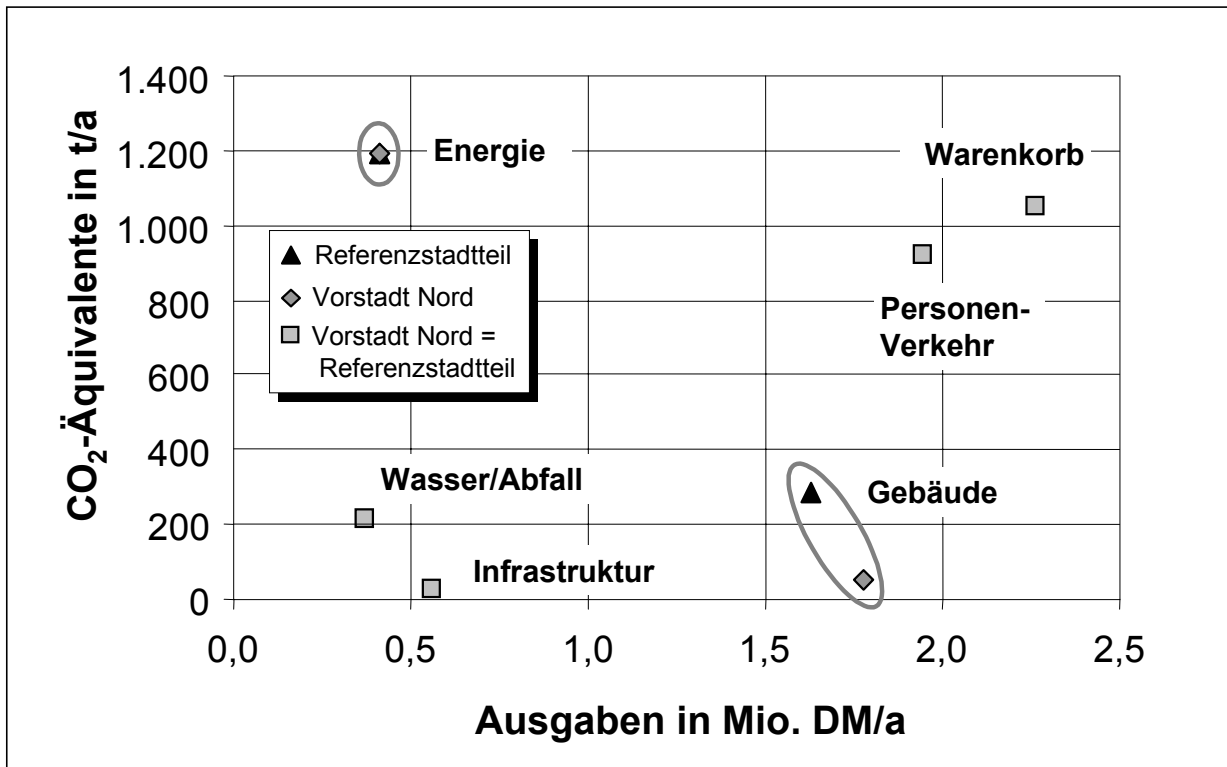 CO₂-Äquivalente in t/a
1.400
1.200
1.000
800
600
400
200
0
Energie
Warenkorb
Referenzstadtteil
Vorstadt Nord
Vorstadt Nord =
Referenzstadtteil
Personen-
Verkehr
Wasser/Abfall
Gebäude
Infrastruktur
0,0 0,5 1,0 1,5 2,0 2,5
Ausgaben in Mio. DM/a